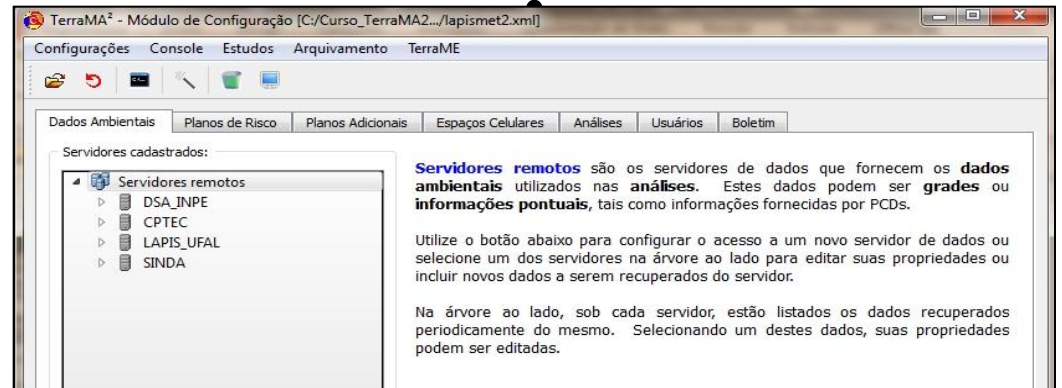 TerraMA² - Módulo de Configuração [C:/Curso_TerraMA2.../lapismet2.xml]
Configurações Console Estudos Arquivamento TerraME
Dados Ambientais Planos de Risco Planos Adicionais Espaços Celulares Análises Usuários Boletim
Servidores cadastrados:
Servidores remotos
DSA_INPE
CPTEC
LAPIS_UFAL
SINDA
Servidores remotos são os servidores de dados que fornecem os dados
ambientais utilizados nas análises. Estes dados podem ser grades ou
informações pontuais, tais como informações fornecidas por PCDs.
Utilize o botão abaixo para configurar o acesso a um novo servidor de dados ou
selecione um dos servidores na árvore ao lado para editar suas propriedades ou
incluir novos dados a serem recuperados do servidor.
Na árvore ao lado, sob cada servidor, estão listados os dados recuperados
periodicamente do mesmo. Selecionando um destes dados, suas propriedades
podem ser editadas.